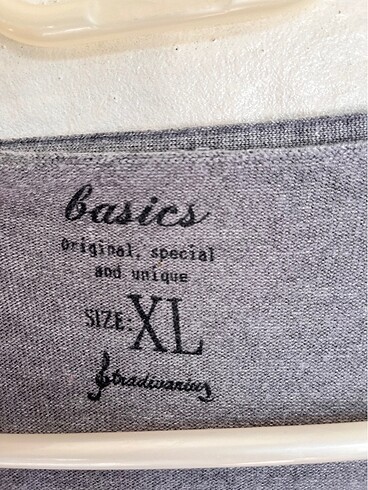 basics
Original, special
and unique
SIZE: XL
Stradivarius